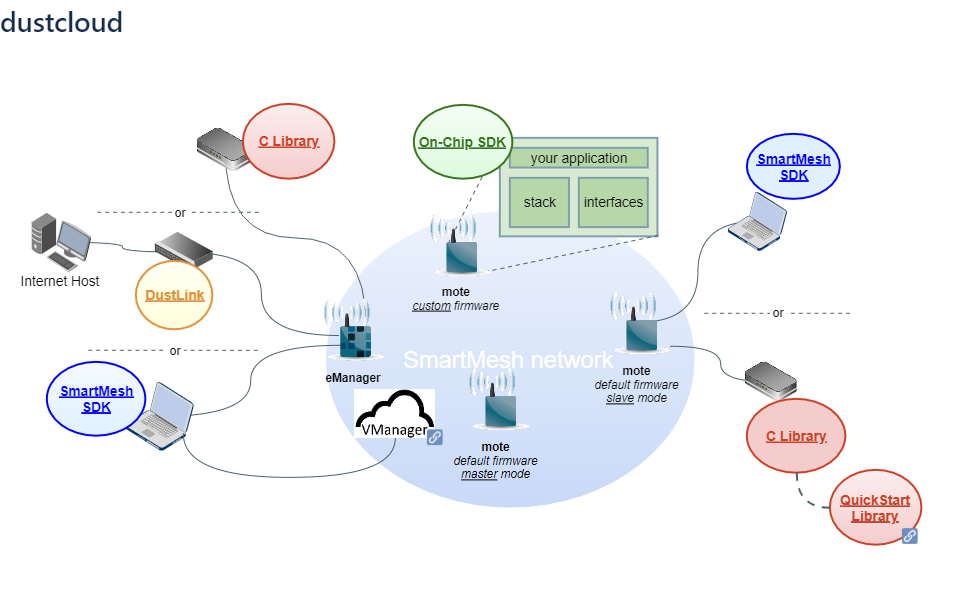 dustcloud
C Library
On-Chip SDK
your application
stack
interfaces
SmartMesh
SDK
or
Internet Host
DustLink
mote
custom firmware
or
SmartMesh network
eManager
mote
default firmware
slave mode
or
SmartMesh
SDK
VManager
mote
default firmware
master mode
C Library
QuickStart
Library